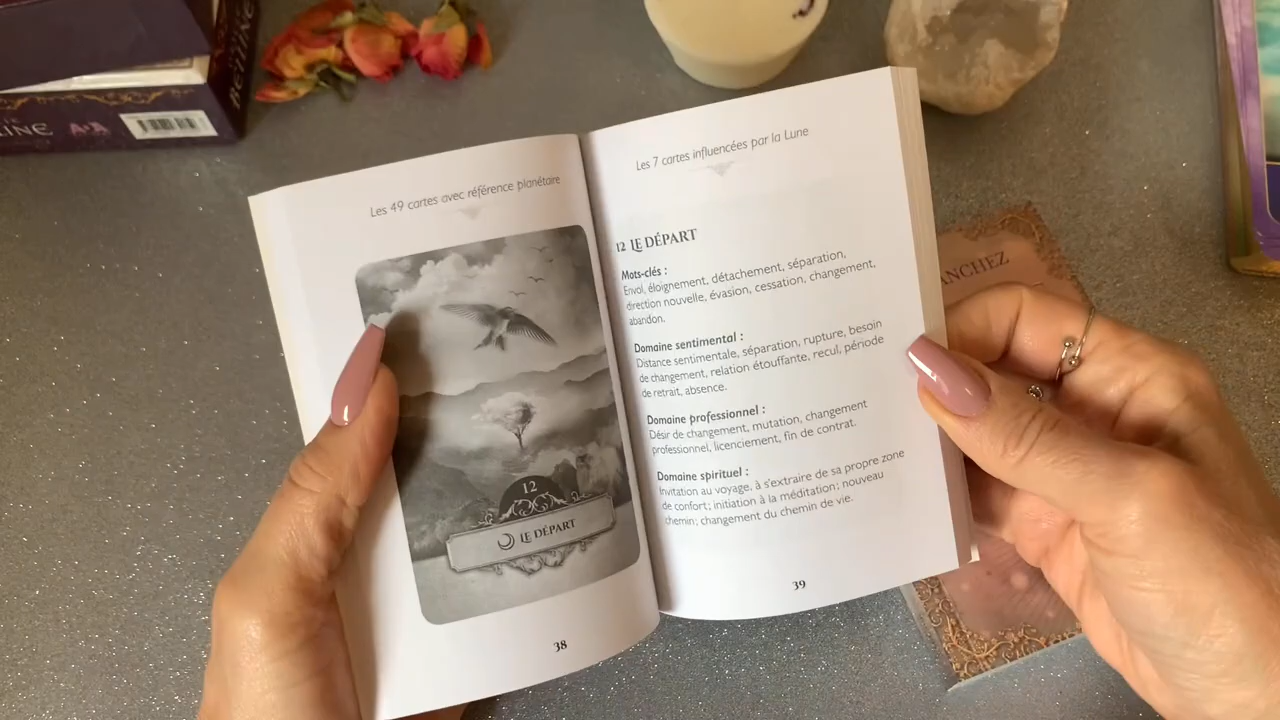 Les 49 cartes avec référence planétaire
12
LE DÉPART
38
Les 7 cartes influencées par la Lune
12 LE DÉPART
Mots-clés :
Envol, éloignement, détachement, séparation,
direction nouvelle, évasion, cessation, changement,
abandon.
Domaine sentimental :
Distance sentimentale, séparation, rupture, besoin
de changement, relation étouffante, recul, période
de retrait, absence.
Domaine professionnel :
Désir de changement, mutation, changement
professionnel, licenciement, fin de contrat.
Domaine spirituel :
Invitation au voyage, à s'extraire de sa propre zone
de confort ; initiation à la méditation ; nouveau
chemin ; changement du chemin de vie.
39